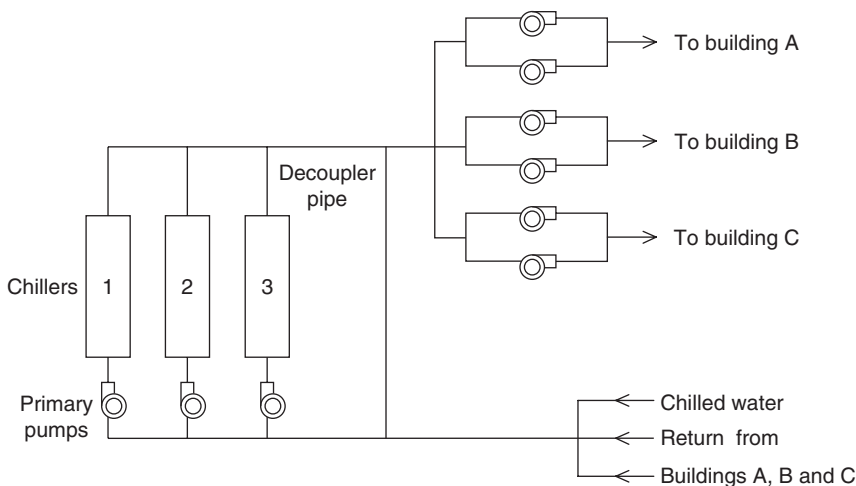 To building A
To building B
Decoupler
pipe
To building C
Chillers
1
2
3
Primary
pumps
Chilled water
Return from
Buildings A, B and C